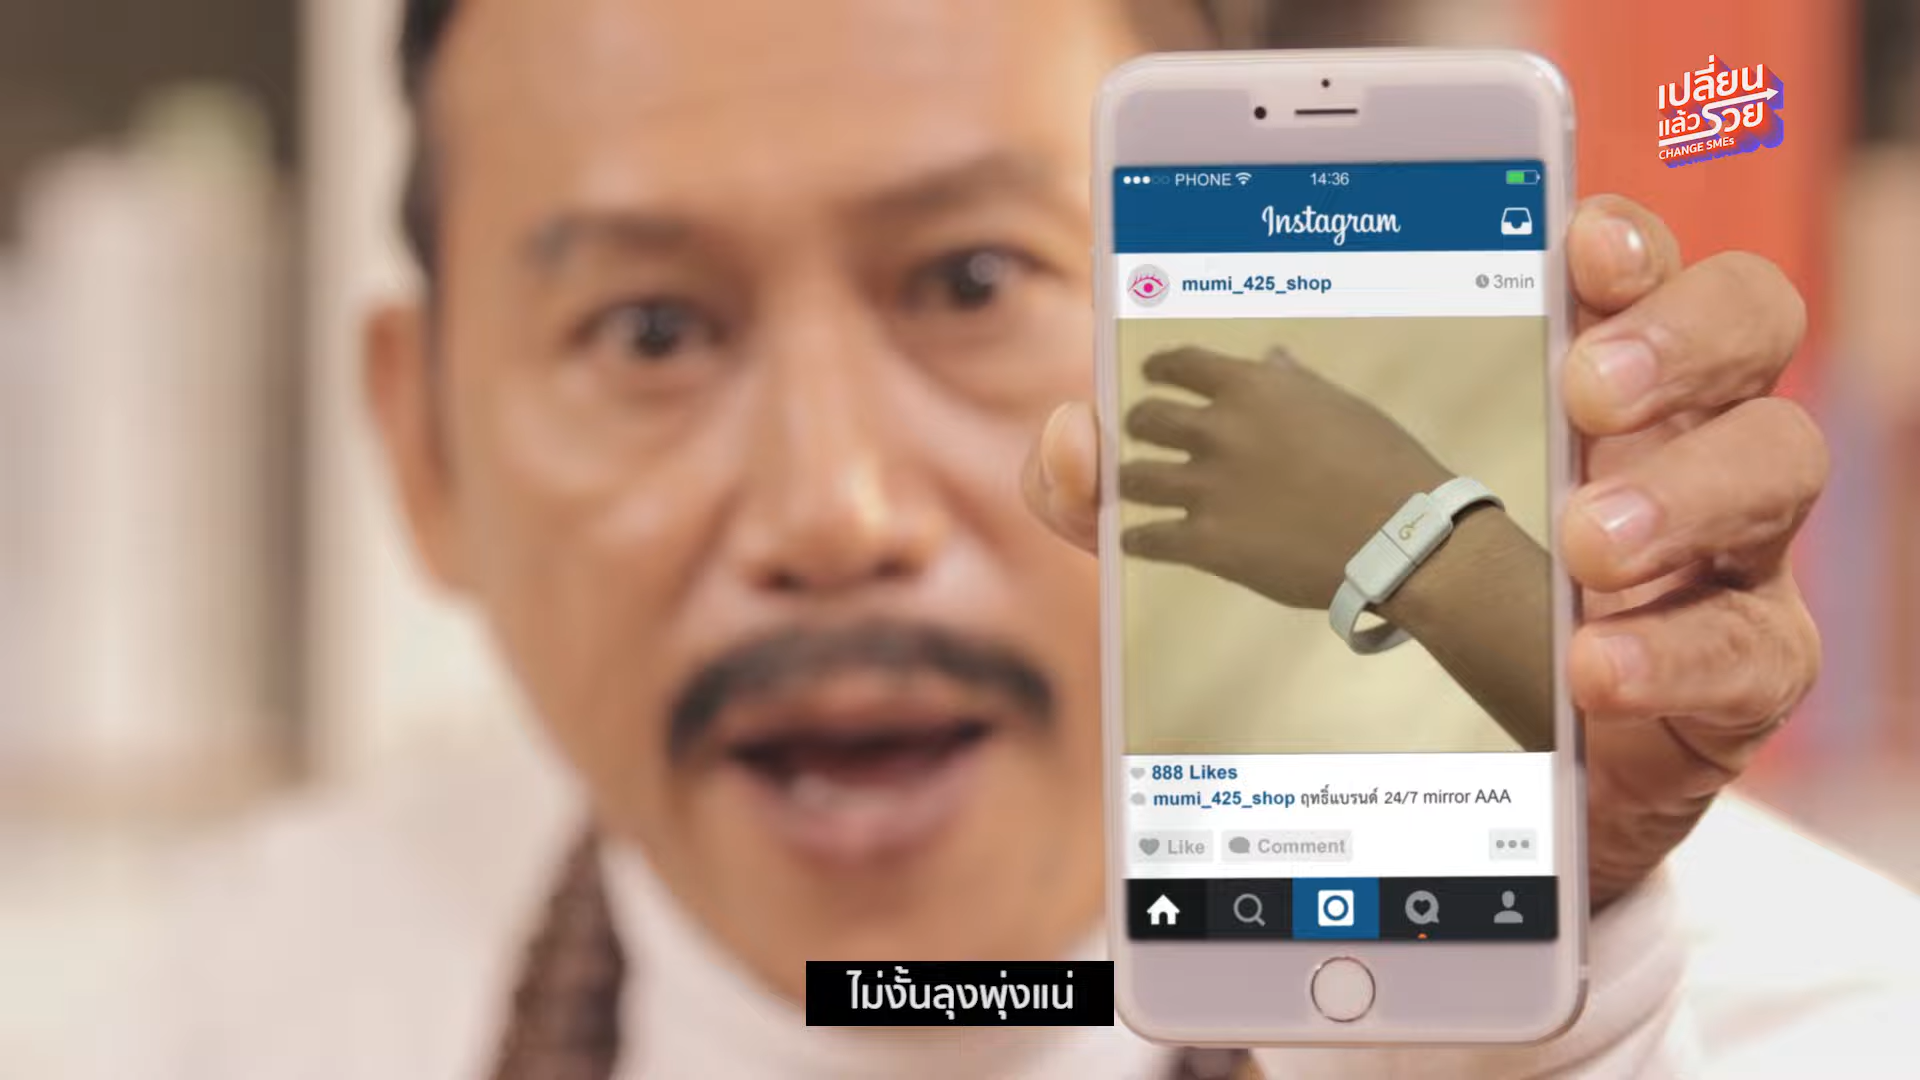 เปลี่ยน
แล้วรวย
CHANGE SMEs
PHONE 14:36
Instagram
mumi_425_shop 3min
888 Likes
mumi_425_shop ฤทธิ์แบรนด์ 24/7 mirror AAA
Like Comment
ไม่งั้นลุงพุ่งแน่